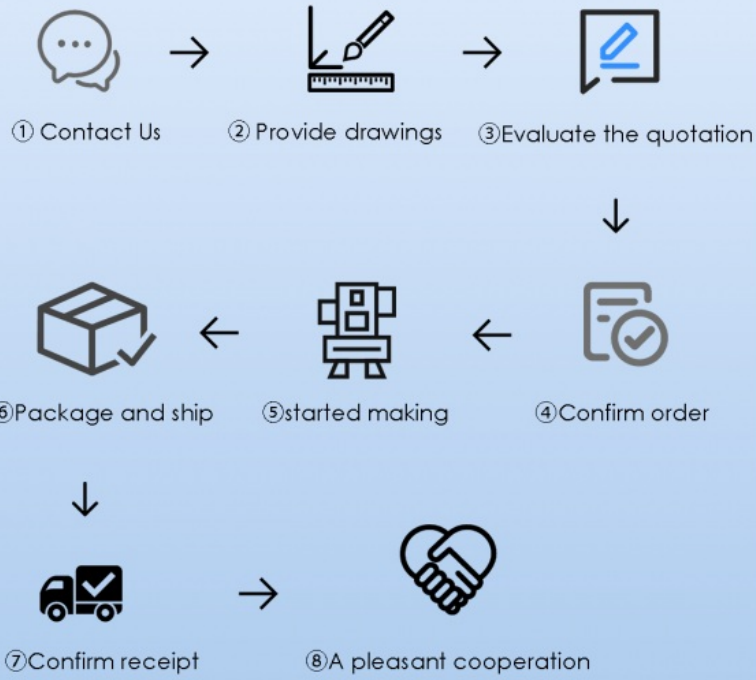 ① Contact Us
② Provide drawings
③Evaluate the quotation
④Confirm order
⑤started making
⑥Package and ship
⑦Confirm receipt
⑧A pleasant cooperation